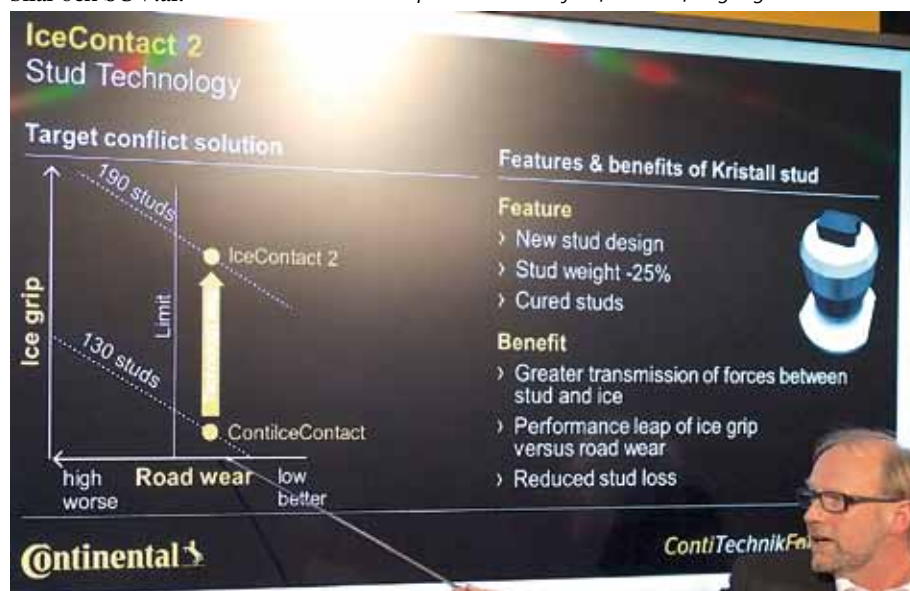 IceContact 2
Stud Technology
Target conflict solution
190 studs
IceContact 2
Limit
Ice grip
130 studs
ContiIceContact
high
worse
Road wear
low
better
Features & benefits of Kristall stud
Feature
› New stud design
› Stud weight -25%
› Cured studs
Benefit
› Greater transmission of forces between
stud and ice
› Performance leap of ice grip
versus road wear
› Reduced stud loss
Continental
ContiTechnikFo